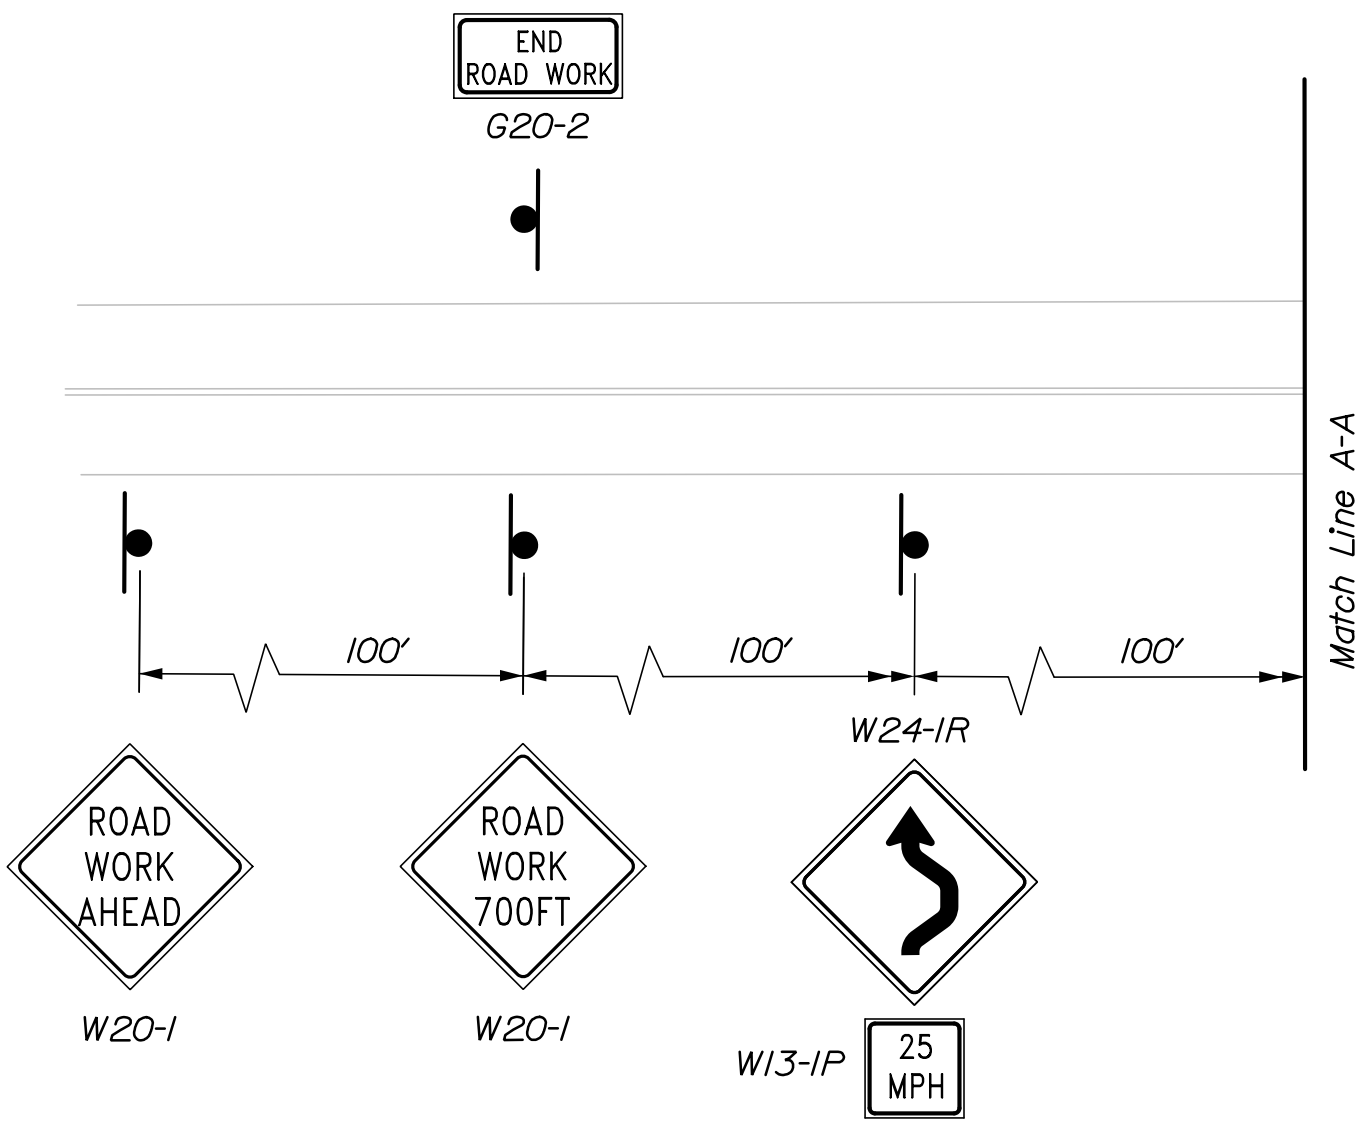 END
ROAD WORK
G20-2
Match Line A-A
100'
100'
100'
W24-1R
ROAD
WORK
AHEAD
ROAD
WORK
700FT
W20-1
W20-1
W13-1P
25
MPH